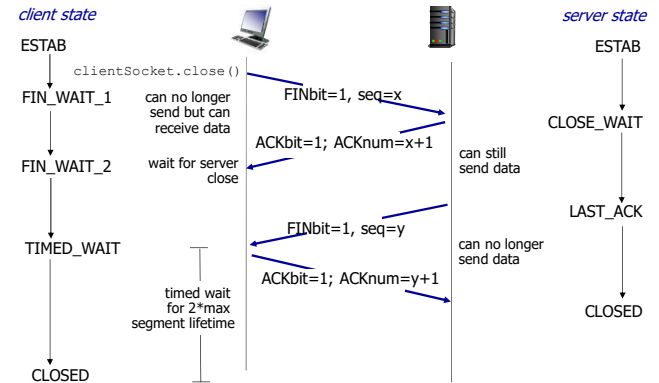 client state
server state
ESTAB
ESTAB
clientSocket.close()
FIN_WAIT_1
can no longer
send but can
receive data
FINbit=1, seq=x
CLOSE_WAIT
ACKbit=1; ACKnum=x+1
FIN_WAIT_2
wait for server
close
can still
send data
LAST_ACK
FINbit=1, seq=y
TIMED_WAIT
can no longer
send data
ACKbit=1; ACKnum=y+1
timed wait
for 2*max
segment lifetime
CLOSED
CLOSED